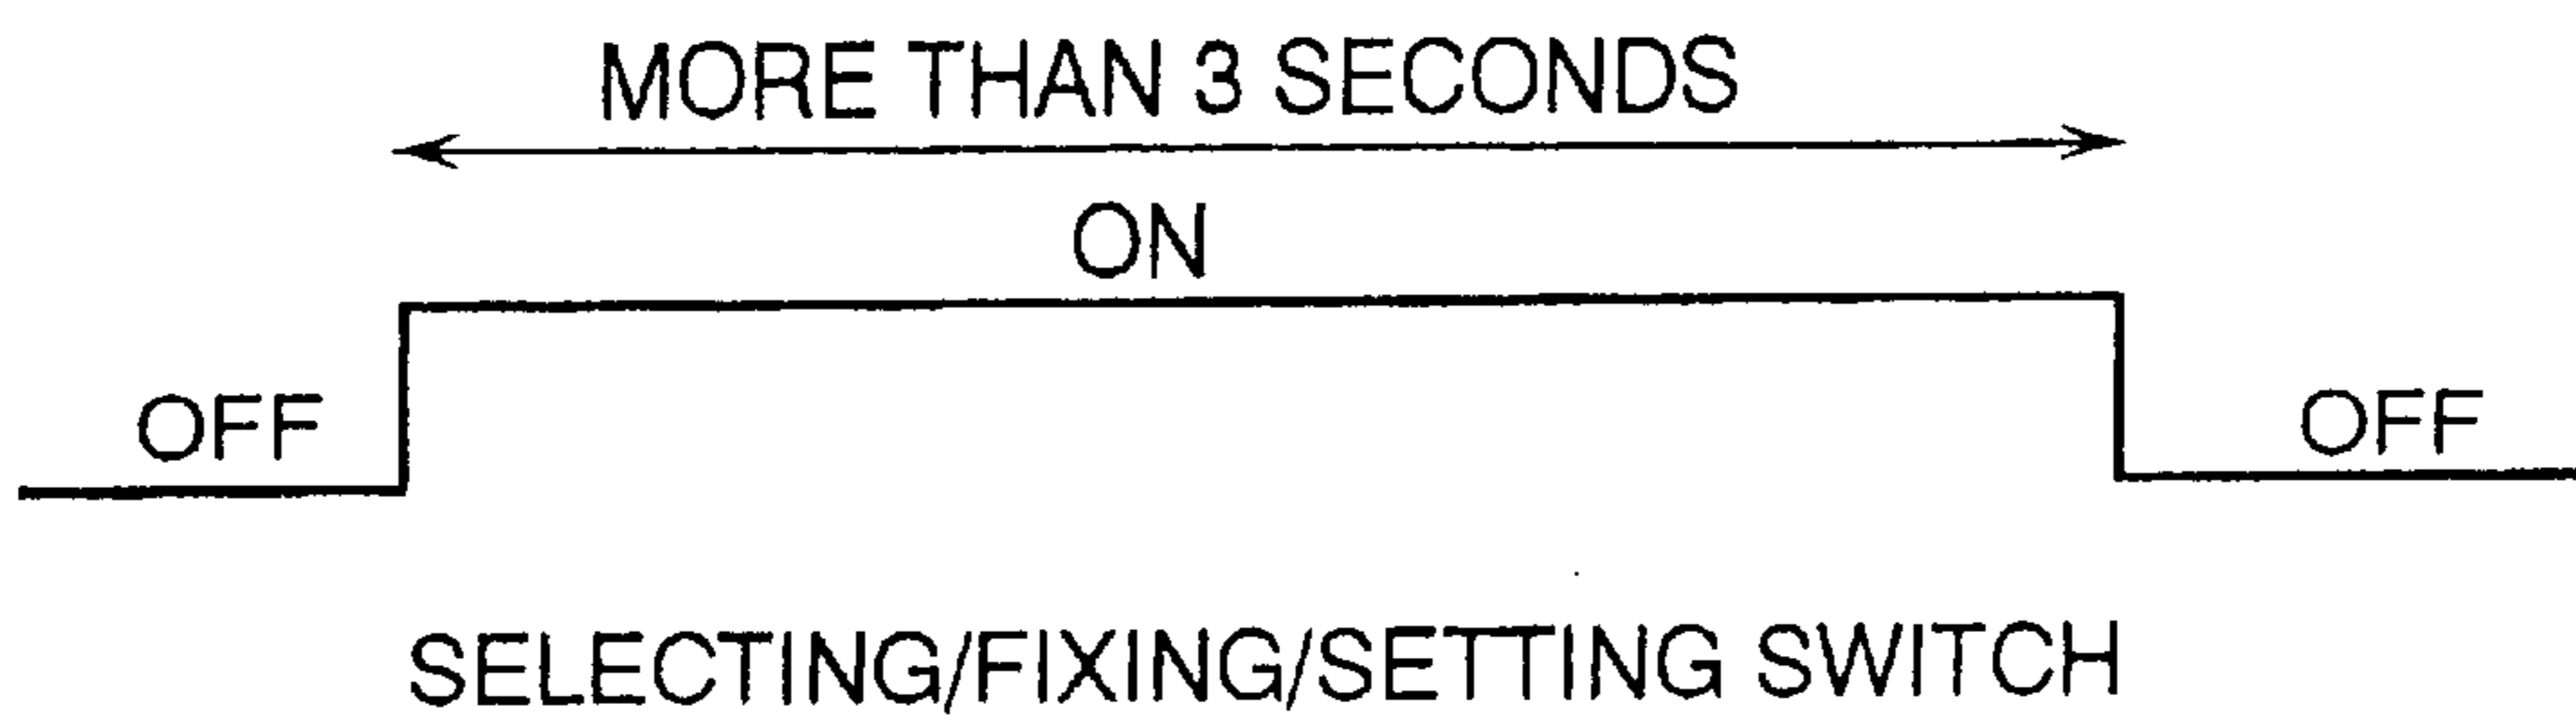 MORE THAN 3 SECONDS
ON
OFF
OFF
SELECTING/FIXING/SETTING SWITCH